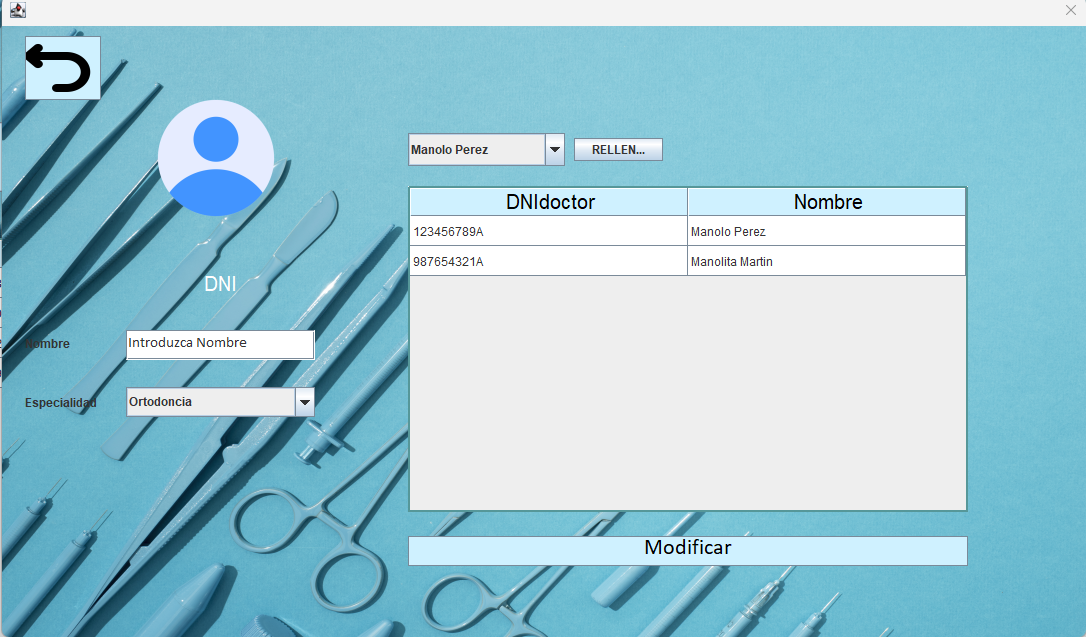 Manolo Perez
RELLEN...
DNIdoctor Nombre
123456789A Manolo Perez
987654321A Manolita Martin
DNI
Nombre Introduzca Nombre
Especialidad Ortodoncia
Modificar